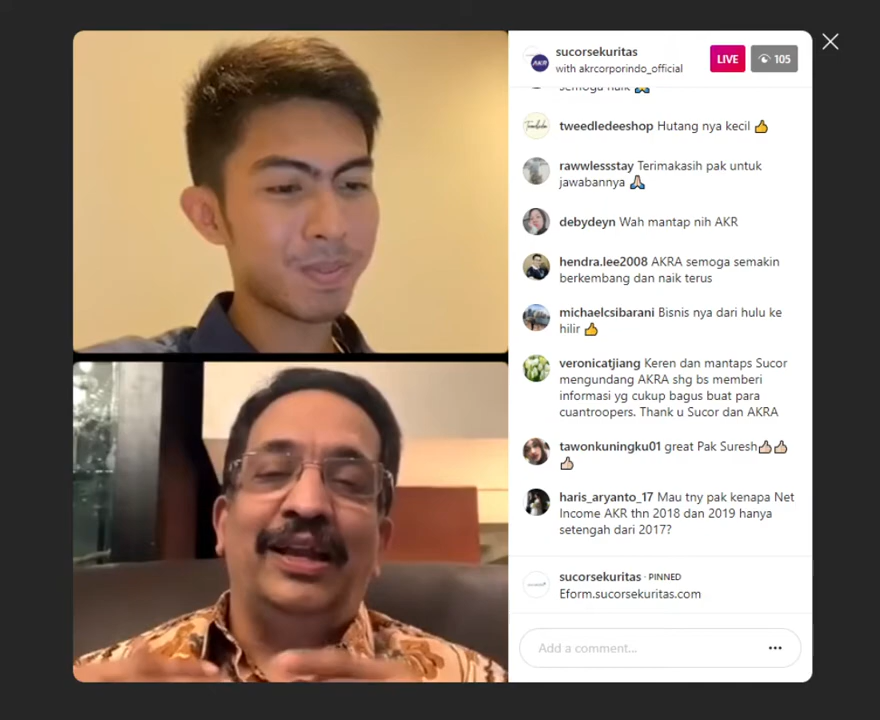 sucorsekuritas
with akrcorporindo_official
LIVE
105
AKR
semoga naik 🙏
tweedledeeshop Hutang nya kecil 👍
rawwlessstay Terimakasih pak untuk
jawabannya 🙏🏻
debydeyn Wah mantap nih AKR
hendra.lee2008 AKRA semoga semakin
berkembang dan naik terus
michaelcsibarani Bisnis nya dari hulu ke
hilir 👍
veronicatjiang Keren dan mantaps Sucor
mengundang AKRA shg bs memberi
informasi yg cukup bagus buat para
cuantroopers. Thank u Sucor dan AKRA
tawonkuningku01 great Pak Suresh👍🏻👍🏻
👍🏻
haris_aryanto_17 Mau tny pak kenapa Net
Income AKR thn 2018 dan 2019 hanya
setengah dari 2017?
sucorsekuritas · PINNED
Eform.sucorsekuritas.com
Add a comment...